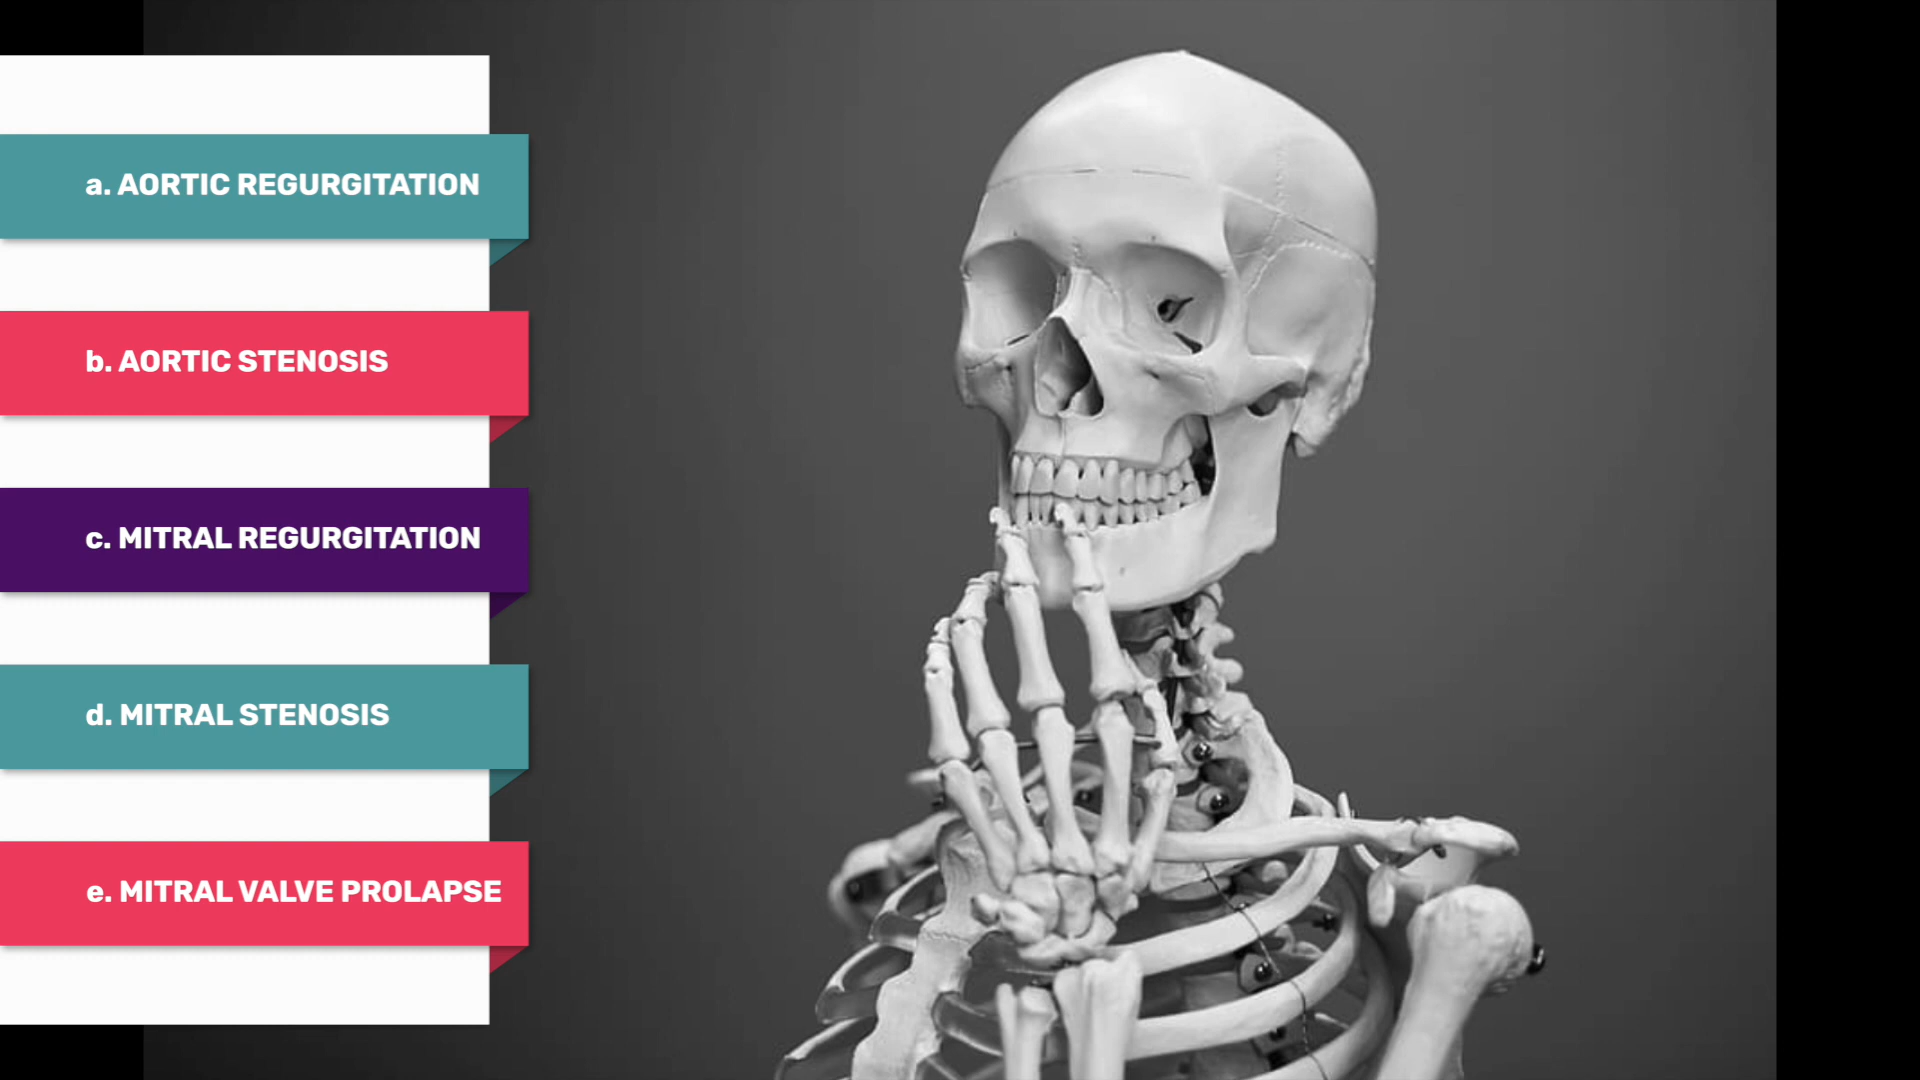 a. AORTIC REGURGITATION
b. AORTIC STENOSIS
c. MITRAL REGURGITATION
d. MITRAL STENOSIS
e. MITRAL VALVE PROLAPSE